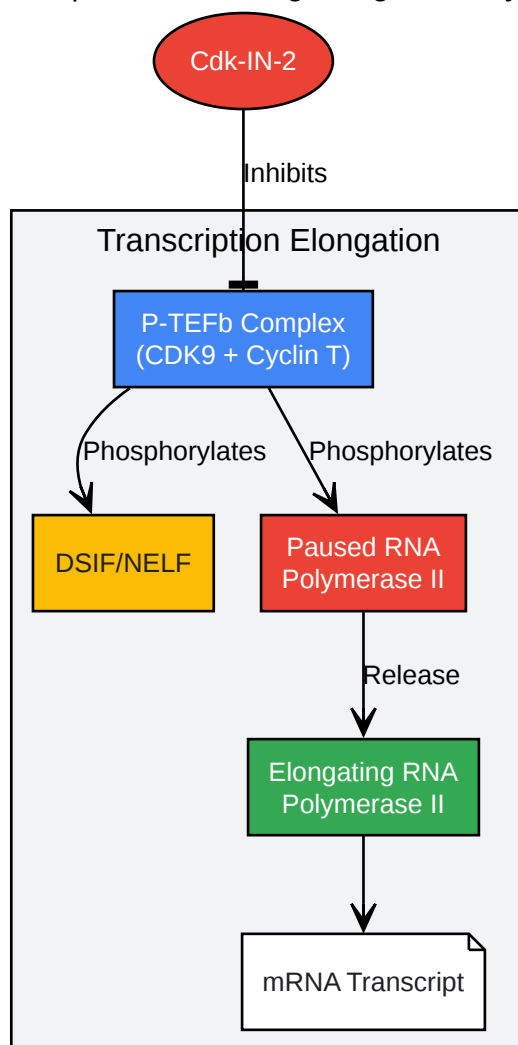 Cdk-IN-2
Inhibits
Transcription Elongation
P-TEFb Complex
(CDK9 + Cyclin T)
Phosphorylates
Phosphorylates
DSIF/NELF
Paused RNA
Polymerase II
Release
Elongating RNA
Polymerase II
mRNA Transcript